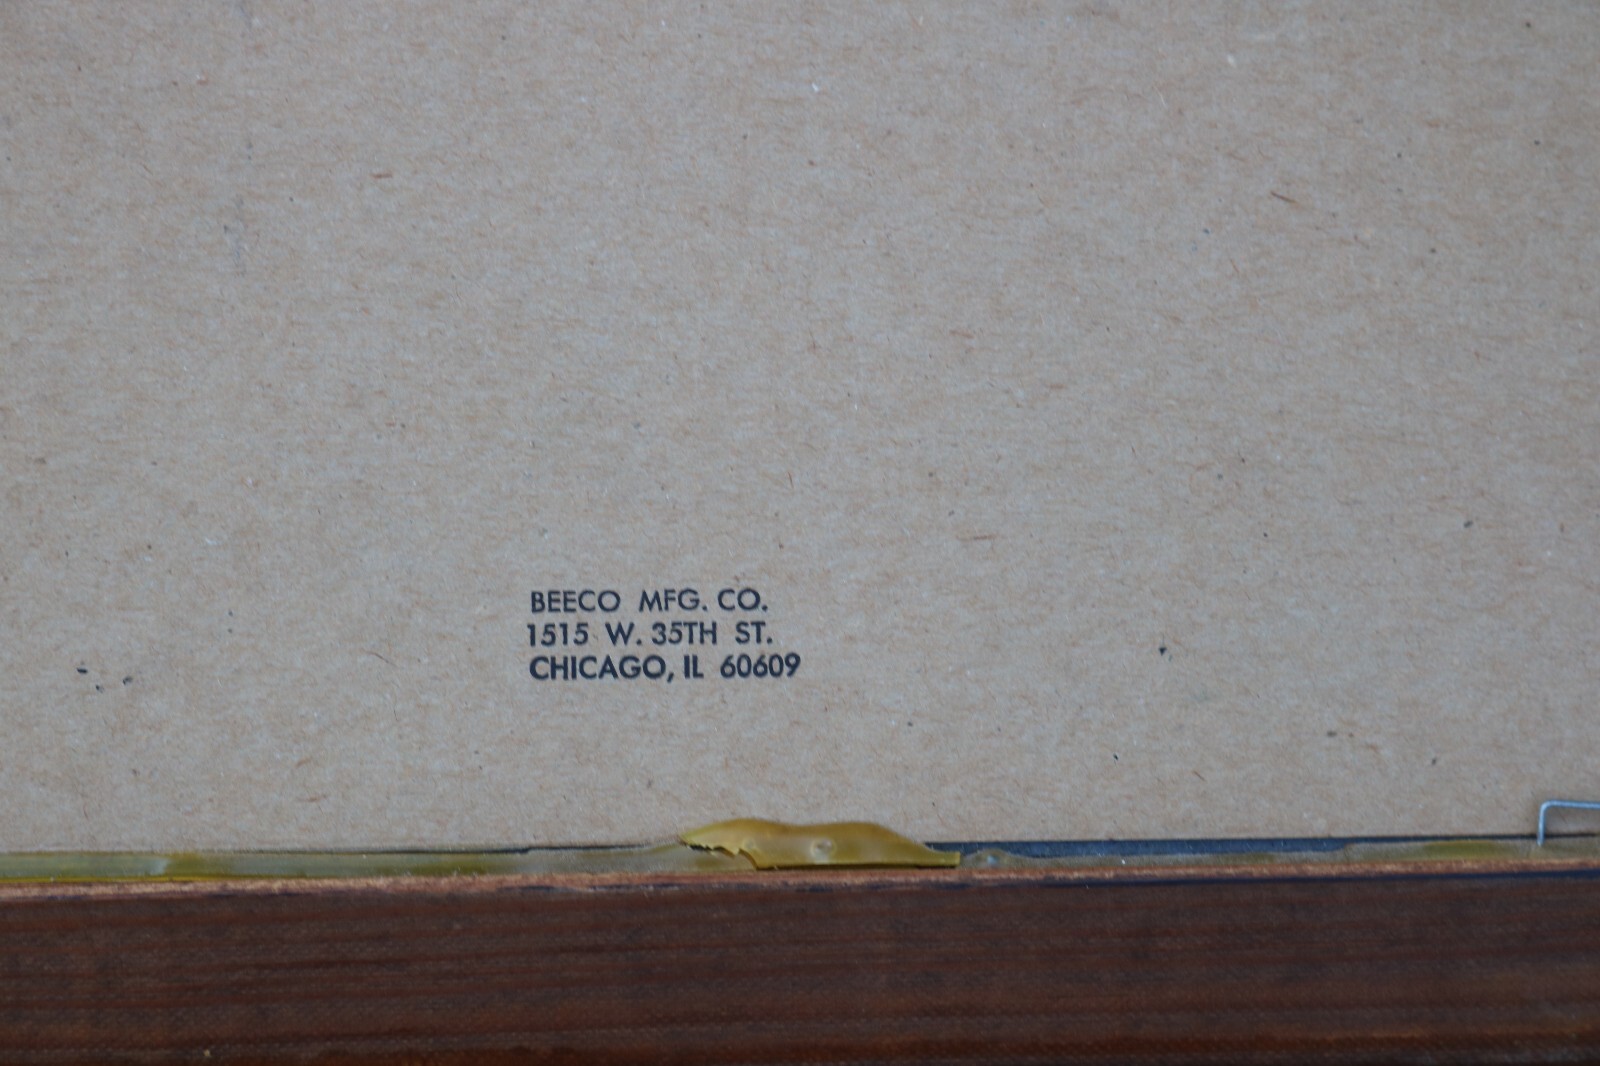 BEECO MFG. CO.
1515 W. 35TH ST.
CHICAGO, IL 60609